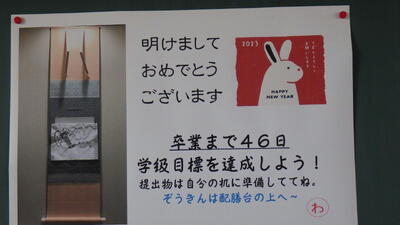 明けまして
おめでとう
ございます
2023
HAPPY
NEW YEAR
卒業まで46日
学級目標を達成しよう！
提出物は自分の机に準備しててね。
ぞうきんは配膳台の上へ~
わ